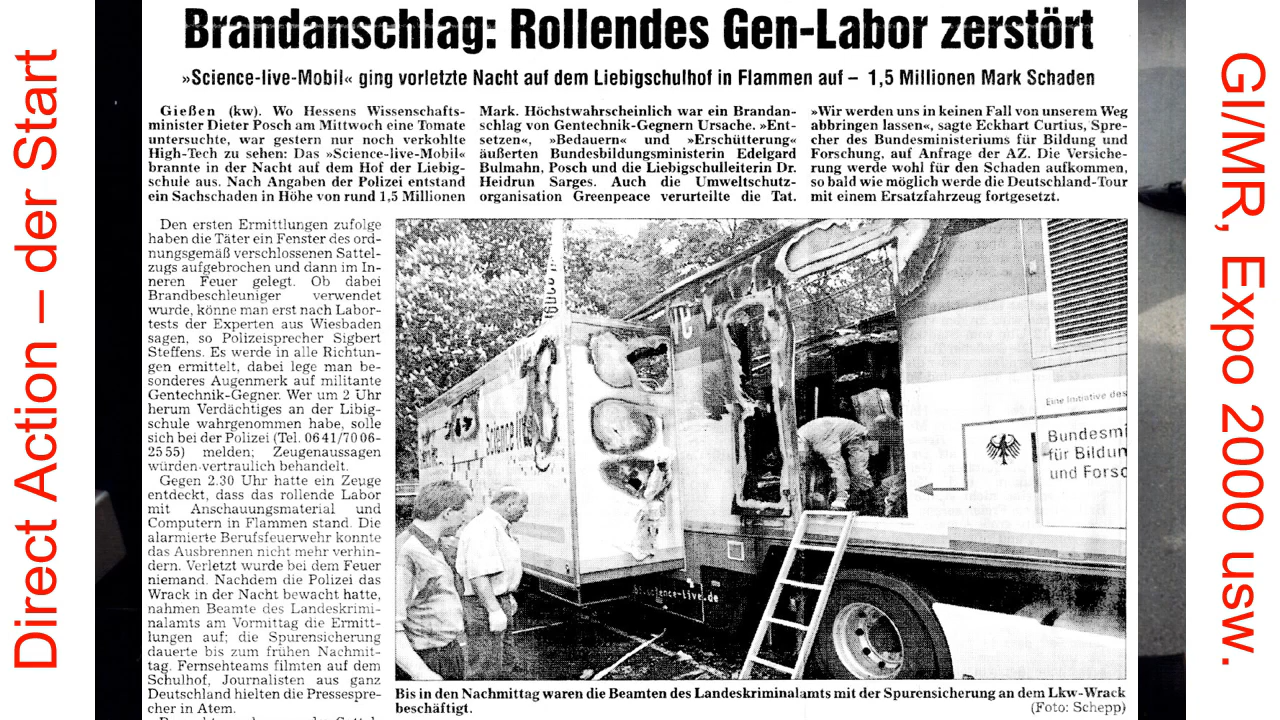 Direct Action – der Start
Brandanschlag: Rollendes Gen-Labor zerstört
»Science-live-Mobil« ging vorletzte Nacht auf dem Liebigschulhof in Flammen auf – 1,5 Millionen Mark Schaden
Gießen (kw). Wo Hessens Wissenschafts-
minister Dieter Posch am Mittwoch eine Tomate
untersuchte, war gestern nur noch verkohlte
High-Tech zu sehen: Das »Science-live-Mobil«
brannte in der Nacht auf dem Hof der Liebig-
schule aus. Nach Angaben der Polizei entstand
ein Sachschaden in Höhe von rund 1,5 Millionen
Mark. Höchstwahrscheinlich war ein Brandan-
schlag von Gentechnik-Gegnern Ursache. »Ent-
setzen«, »Bedauern« und »Erschütterung«
äußerten Bundesbildungsministerin Edelgard
Bulmahn, Posch und die Liebigschulleiterin Dr.
Heidrun Sarges. Auch die Umweltschutz-
organisation Greenpeace verurteilte die Tat.
»Wir werden uns in keinen Fall von unserem Weg
abbringen lassen«, sagte Eckhart Curtius, Spre-
cher des Bundesministeriums für Bildung und
Forschung, auf Anfrage der AZ. Die Versiche-
rung werde wohl für den Schaden aufkommen,
so bald wie möglich werde die Deutschland-Tour
mit einem Ersatzfahrzeug fortgesetzt.
Den ersten Ermittlungen zufolge
haben die Täter ein Fenster des ord-
nungsgemäß verschlossenen Sattel-
zugs aufgebrochen und dann im In-
neren Feuer gelegt. Ob dabei
Brandbeschleuniger verwendet
wurde, könne man erst nach Labor-
tests der Experten aus Wiesbaden
sagen, so Polizeisprecher Sigbert
Steffens. Es werde in alle Richtun-
gen ermittelt, dabei lege man be-
sonderes Augenmerk auf militante
Gentechnik-Gegner. Wer um 2 Uhr
herum Verdächtiges an der Libig-
schule wahrgenommen habe, solle
sich bei der Polizei (Tel. 0641/7006-
2555) melden; Zeugenaussagen
würden vertraulich behandelt.
Gegen 2.30 Uhr hatte ein Zeuge
entdeckt, dass das rollende Labor
mit Anschauungsmaterial und
Computern in Flammen stand. Die
alarmierte Berufsfeuerwehr konnte
das Ausbrennen nicht mehr verhin-
dern. Verletzt wurde bei dem Feuer
niemand. Nachdem die Polizei das
Wrack in der Nacht bewacht hatte,
nahmen Beamte des Landeskrimi-
nalamts am Vormittag die Ermitt-
lungen auf; die Spurensicherung
dauerte bis zum frühen Nachmit-
tag. Fernsehteams filmten auf dem
Schulhof, Journalisten aus ganz
Deutschland hielten die Pressespre-
cher in Atem.
Science live
Eine Initiative des
Bundesmi
für Bildun
und Forsc
science-live.de
Bis in den Nachmittag waren die Beamten des Landeskriminalamts mit der Spurensicherung an dem Lkw-Wrack
beschäftigt.
(Foto: Schepp)
GI/MR, Expo 2000 usw.